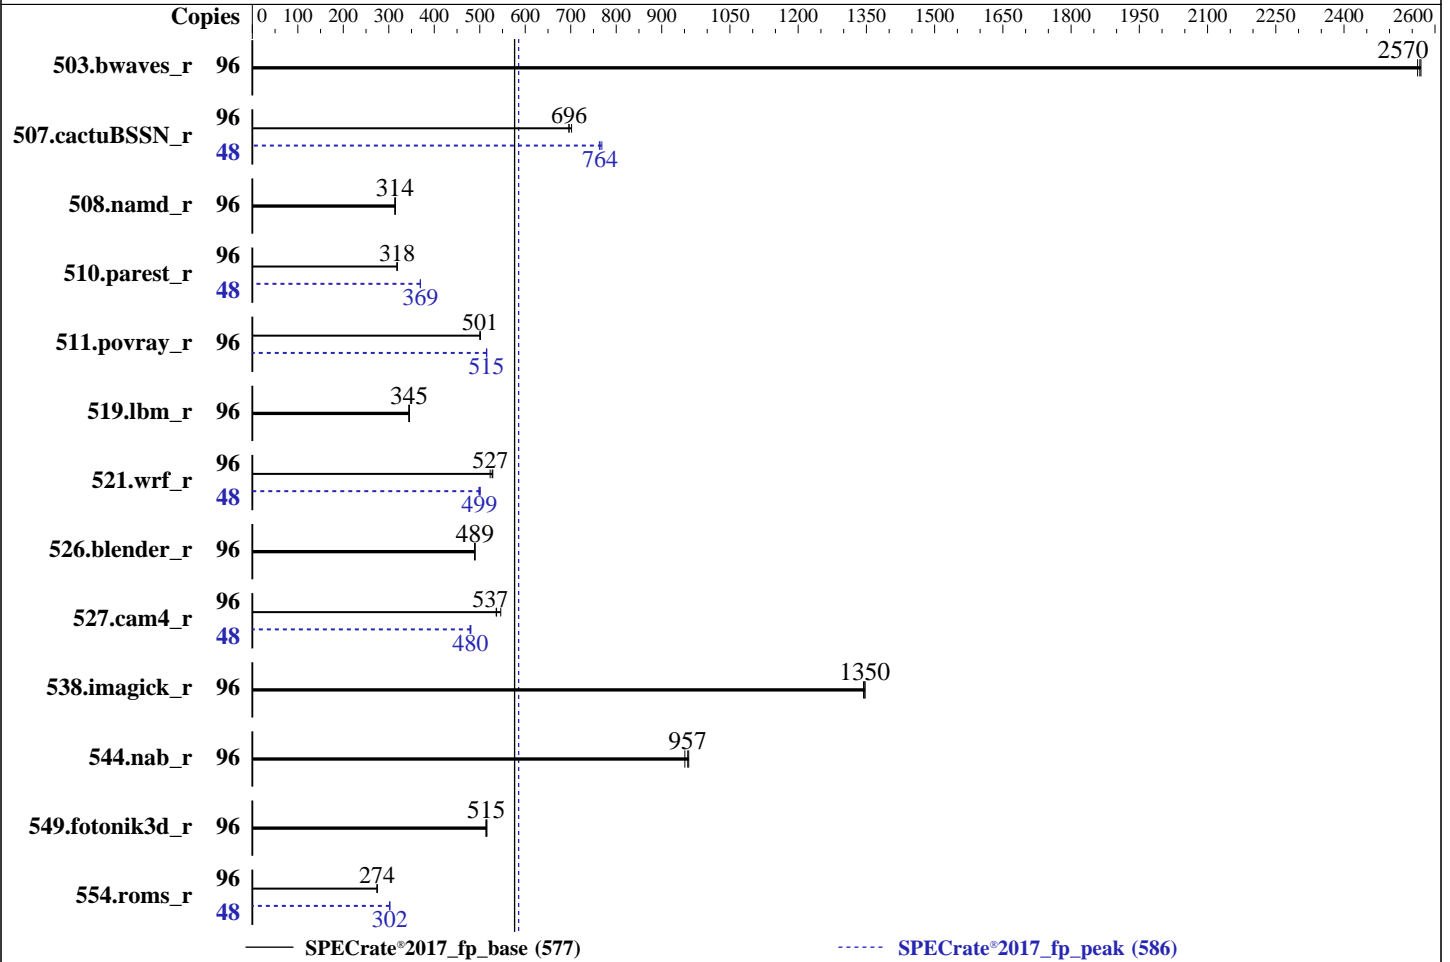 Copies 0 100 200 300 400 500 600 700 800 900 1050 1200 1350 1500 1650 1800 1950 2100 2250 2400 2600
503.bwaves_r 96 2570
507.cactuBSSN_r 96 696
48 764
508.namd_r 96 314
510.parest_r 96 318
48 369
511.povray_r 96 501
515
519.lbm_r 96 345
521.wrf_r 96 527
48 499
526.blender_r 96 489
527.cam4_r 96 537
48 480
538.imagick_r 96 1350
544.nab_r 96 957
549.fotonik3d_r 96 515
554.roms_r 96 274
48 302
SPECrate®2017_fp_base (577) SPECrate®2017_fp_peak (586)